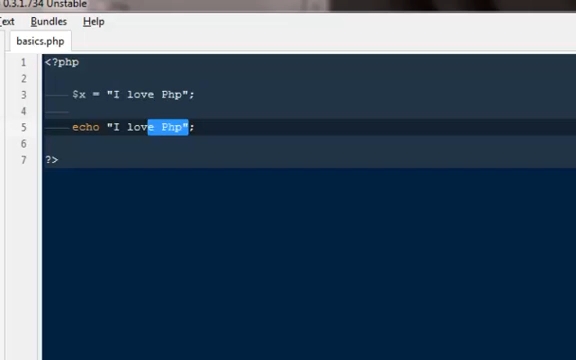 0.3.1.734 Unstable
ext Bundles Help
basics.php
1 <?php
2
3 $x = "I love Php";
4
5 echo "I love Php";
6
7 ?>